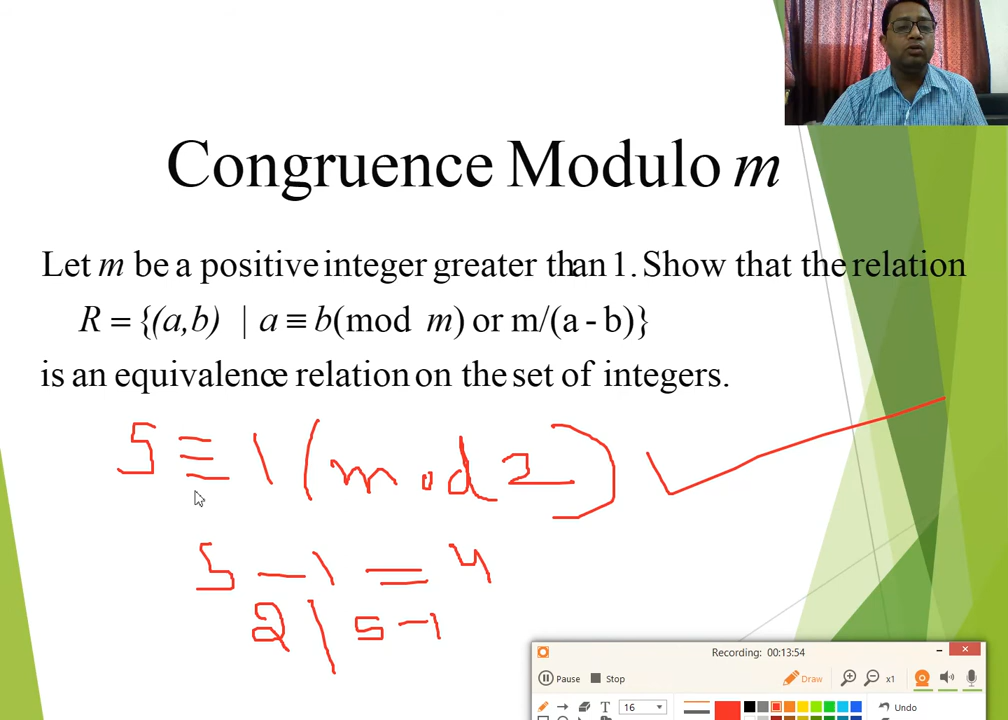 Congruence Modulo m
Let m be a positive integer greater than 1. Show that the relation
R = {(a,b) | a ≡ b(mod m) or m/(a - b)}
is an equivalence relation on the set of integers.
5 ≡ 1 (mod 2)
5 - 1 = 4
2 | 5 - 1
Recording: 00:13:54
Pause Stop Draw x1
T 16 Undo